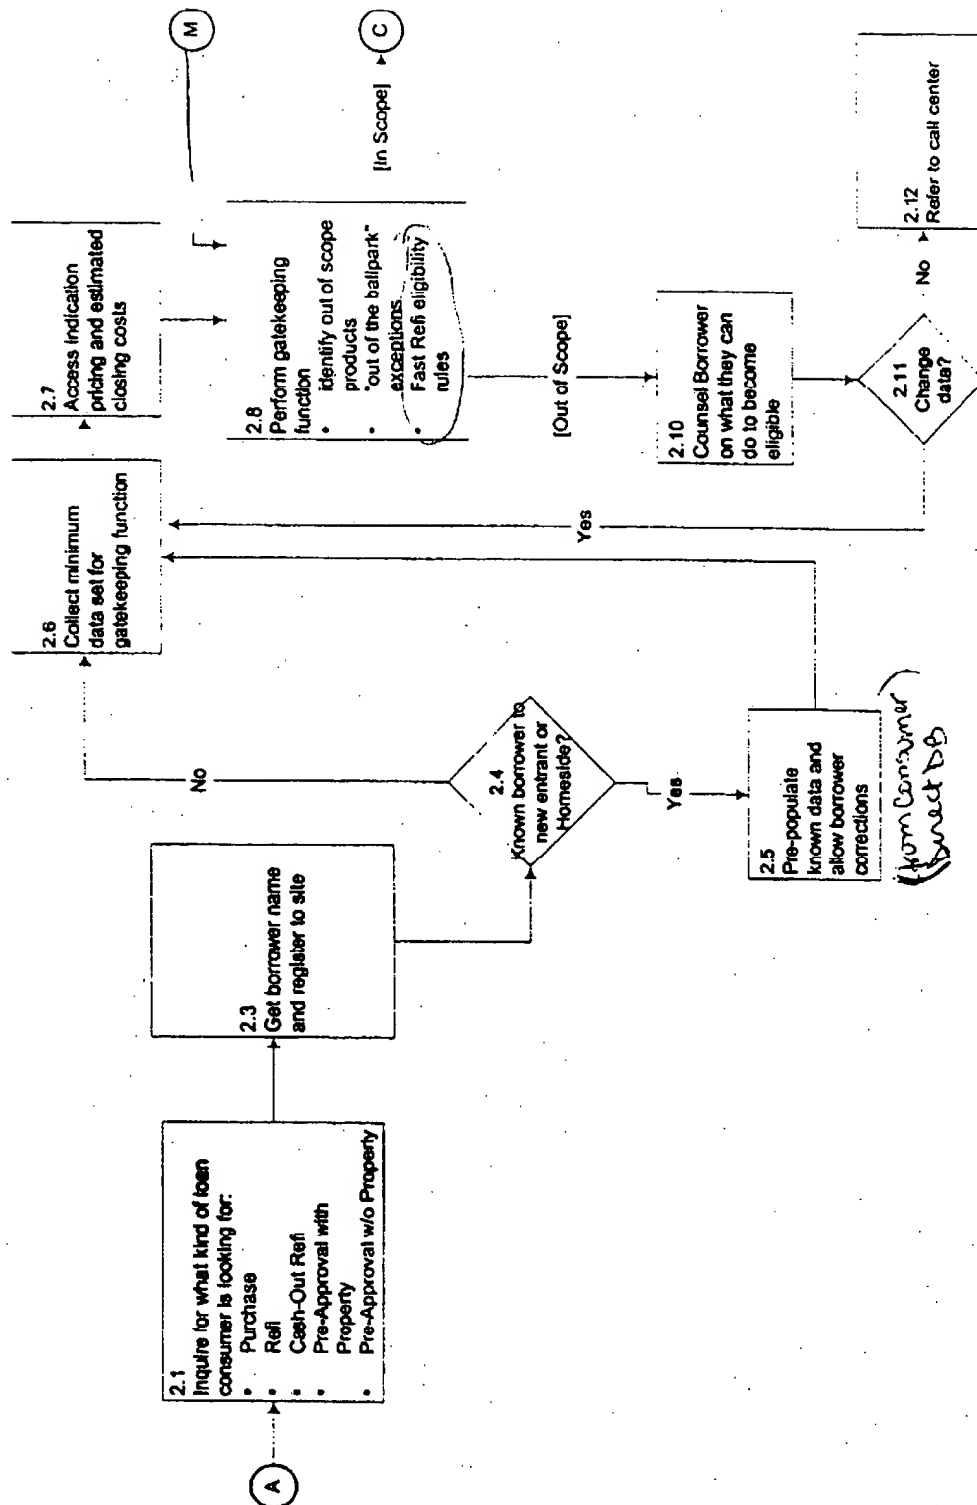 A
2.1
Inquire for what kind of loan
consumer is looking for:
• Purchase
• Refi
• Cash-Out Refi
• Pre-Approval with
Property
• Pre-Approval w/o Property
2.3
Get borrower name
and register to site
2.4
Known borrower to
new entrant or
Homeside?
No
Yes
2.5
Pre-populate
known data and
allow borrower
corrections
(from Consumer)
Direct DB
2.6
Collect minimum
data set for
gatekeeping function
2.7
Access indication
pricing and estimated
closing costs
M
2.8
Perform gatekeeping
function
• identify out of scope
products
• "out of the ballpark"
exceptions
• Fast Refi eligibility
rules
[In Scope]
C
[Out of Scope]
2.10
Counsel Borrower
on what they can
do to become
eligible
2.11
Change
data?
Yes
No
2.12
Refer to call center